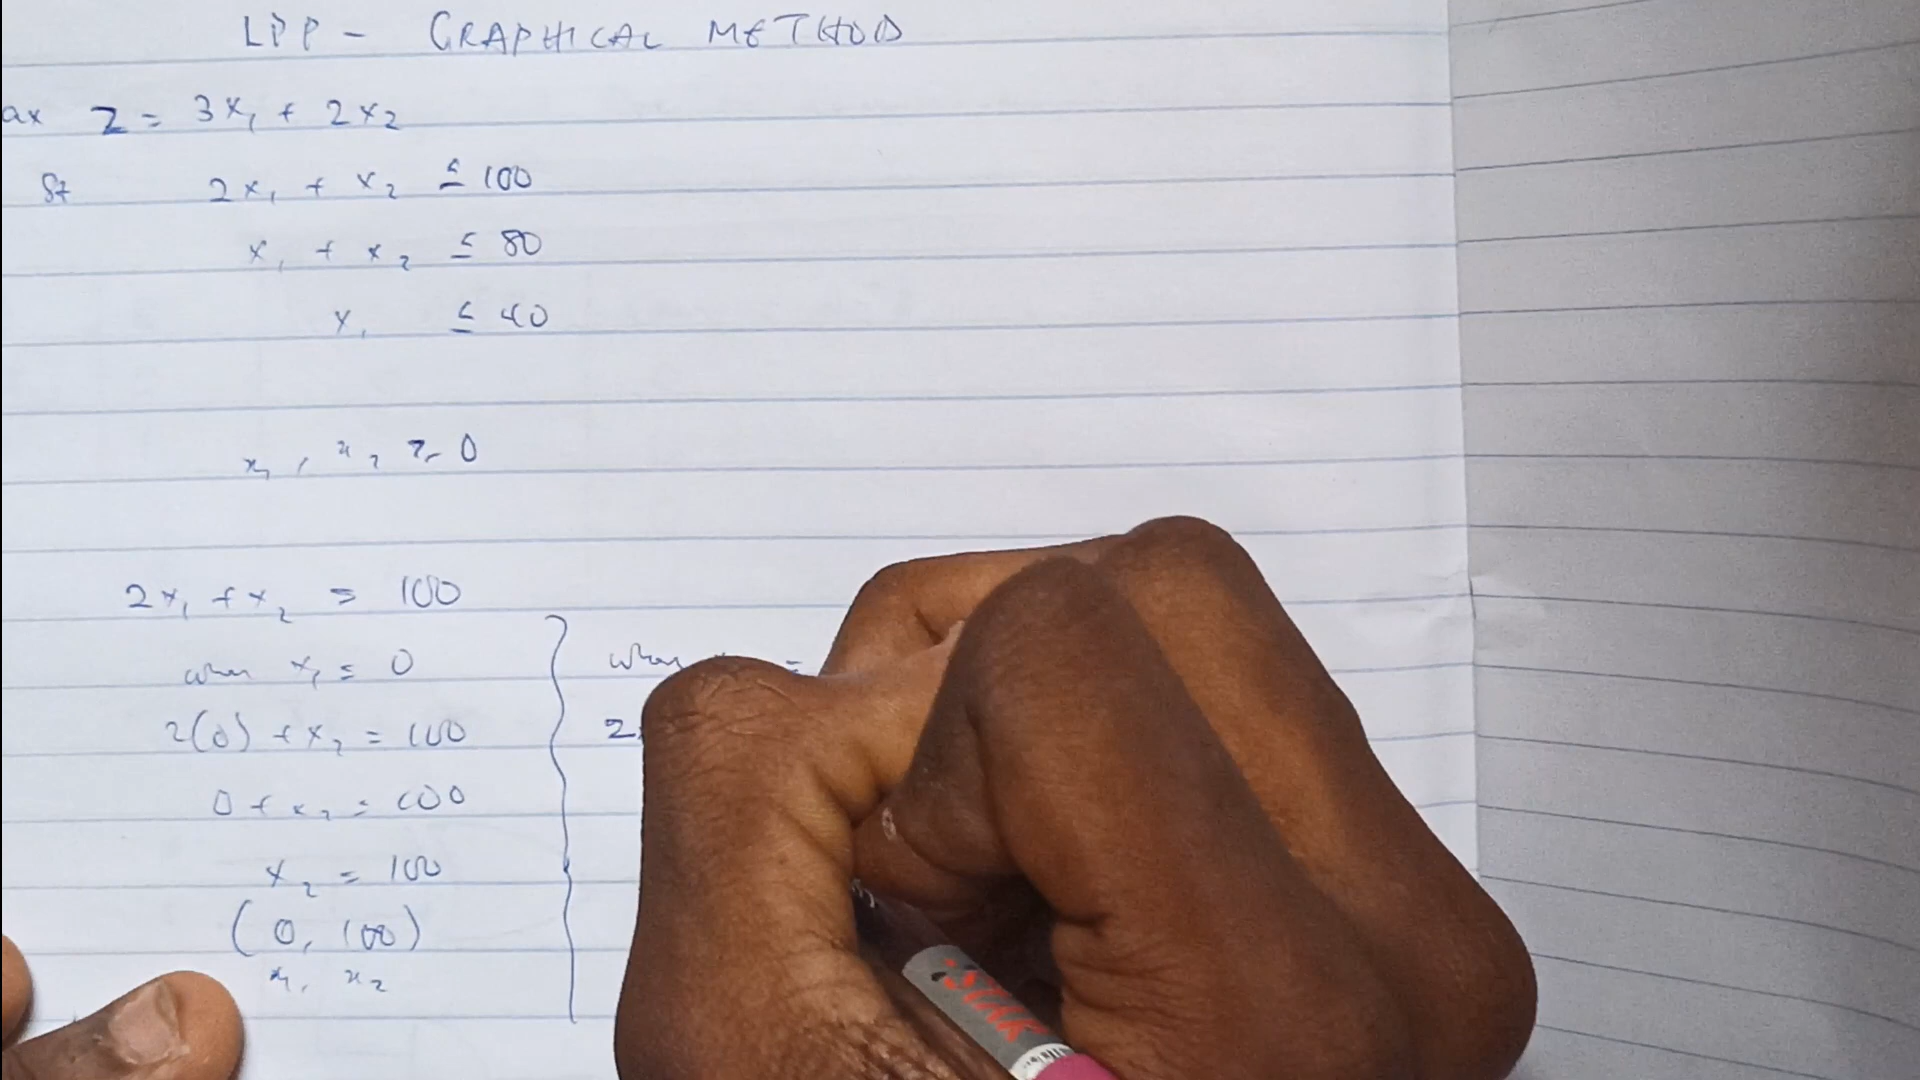 LPP - GRAPHICAL METHOD
ax Z = 3x₁ + 2x₂
St 2x₁ + x₂ ≤ 100
x₁ + x₂ ≤ 80
x₁ ≤ 40
x₁, x₂ ≥ 0
2x₁ + x₂ = 100
when x₁ = 0
2(0) + x₂ = 100
0 + x₂ = 100
x₂ = 100
(0, 100)
x₁, x₂
when =
2
STAR